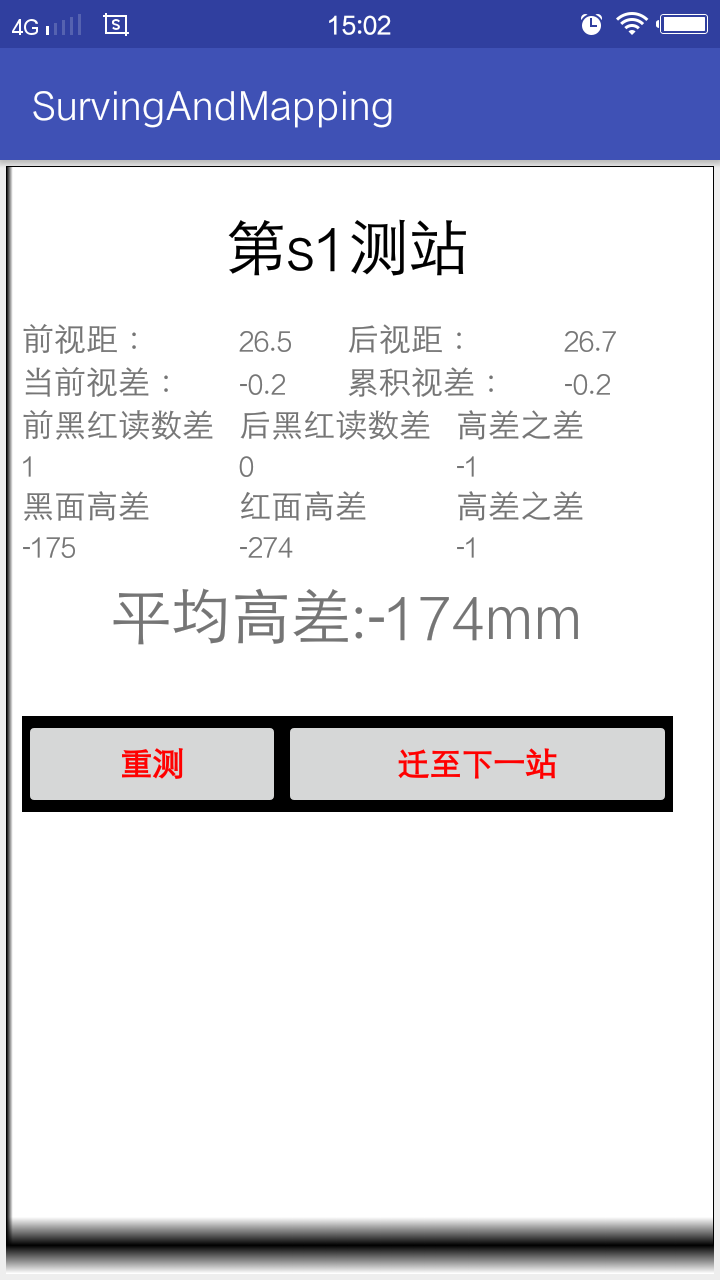 4G 15:02
SurvingAndMapping
第s1测站
前视距： 26.5 后视距： 26.7
当前视差： -0.2 累积视差： -0.2
前黑红读数差 后黑红读数差 高差之差
1 0 -1
黑面高差 红面高差 高差之差
-175 -274 -1
平均高差:-174mm
重测 迁至下一站